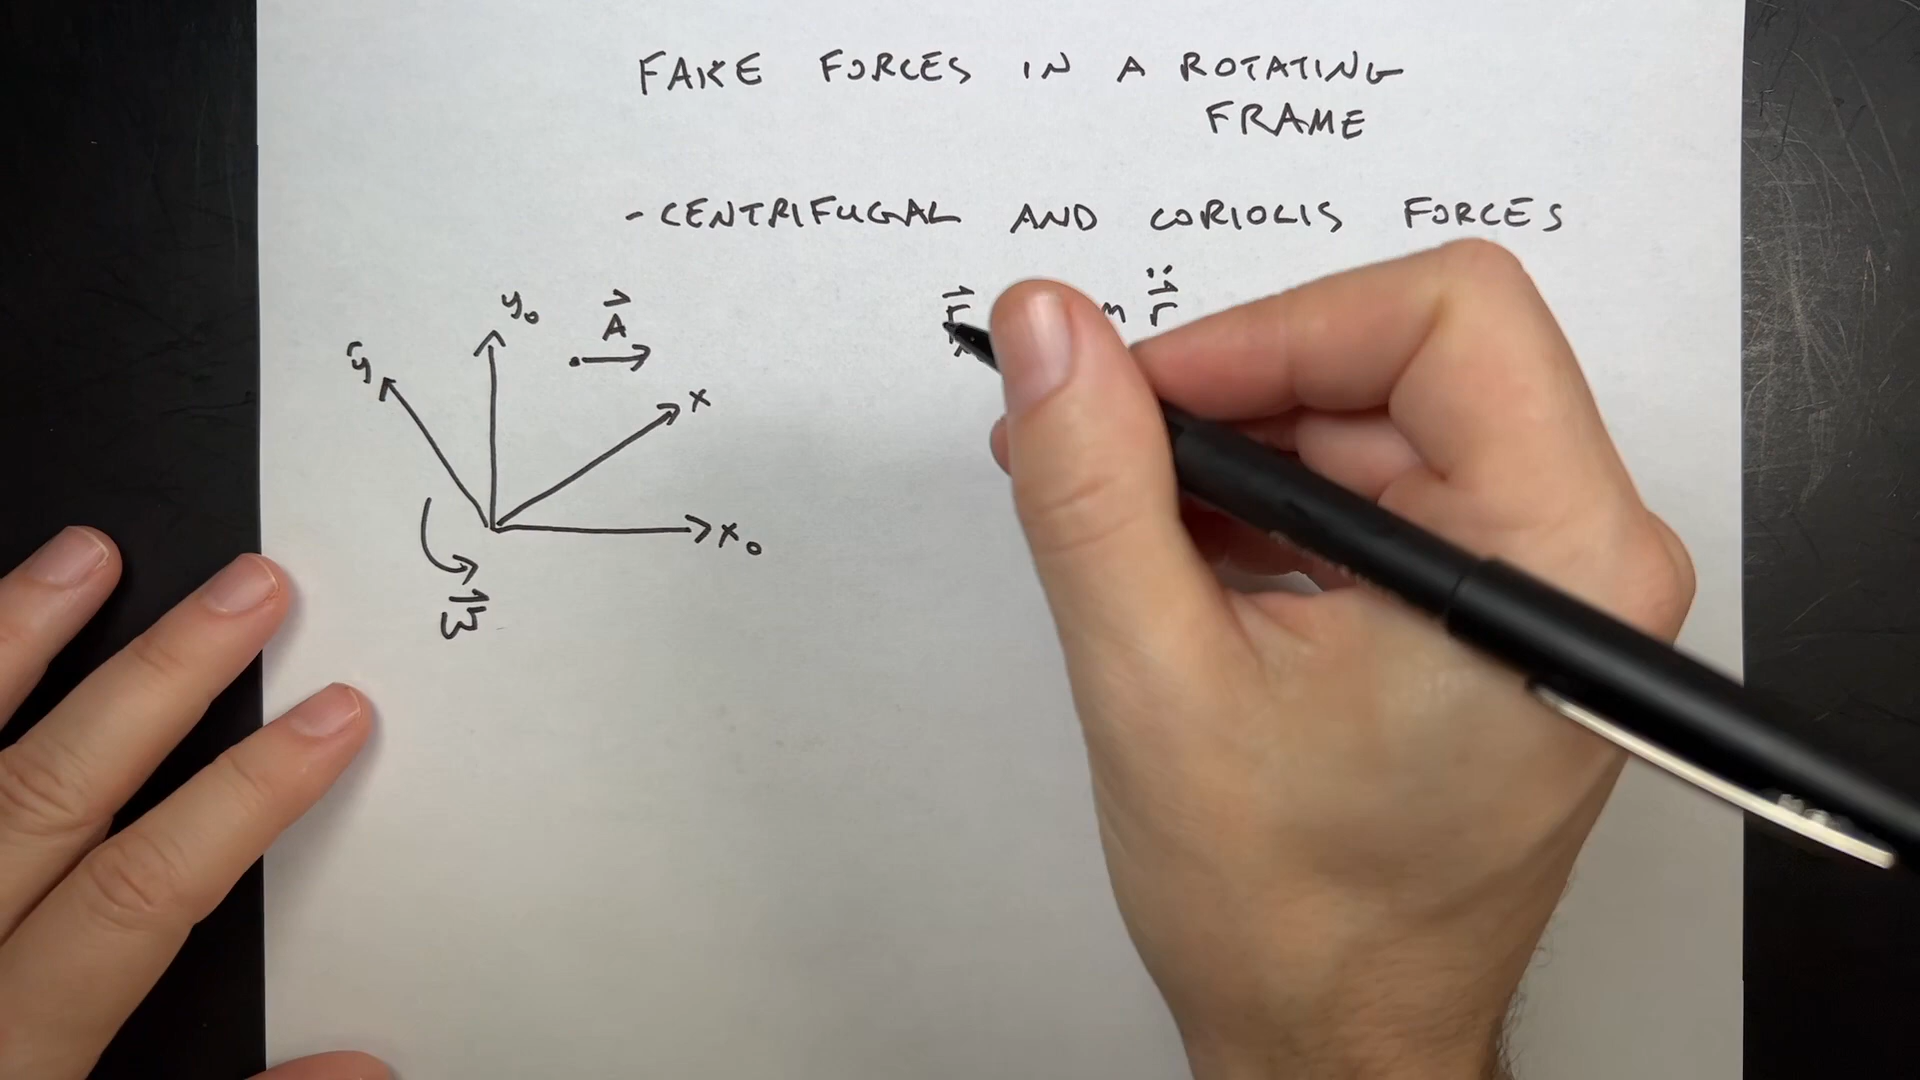 FAKE FORCES IN A ROTATING
FRAME
- CENTRIFUGAL AND CORIOLIS FORCES
y₀
A⃗
y
x
x₀
ω⃗
m r⃗̈